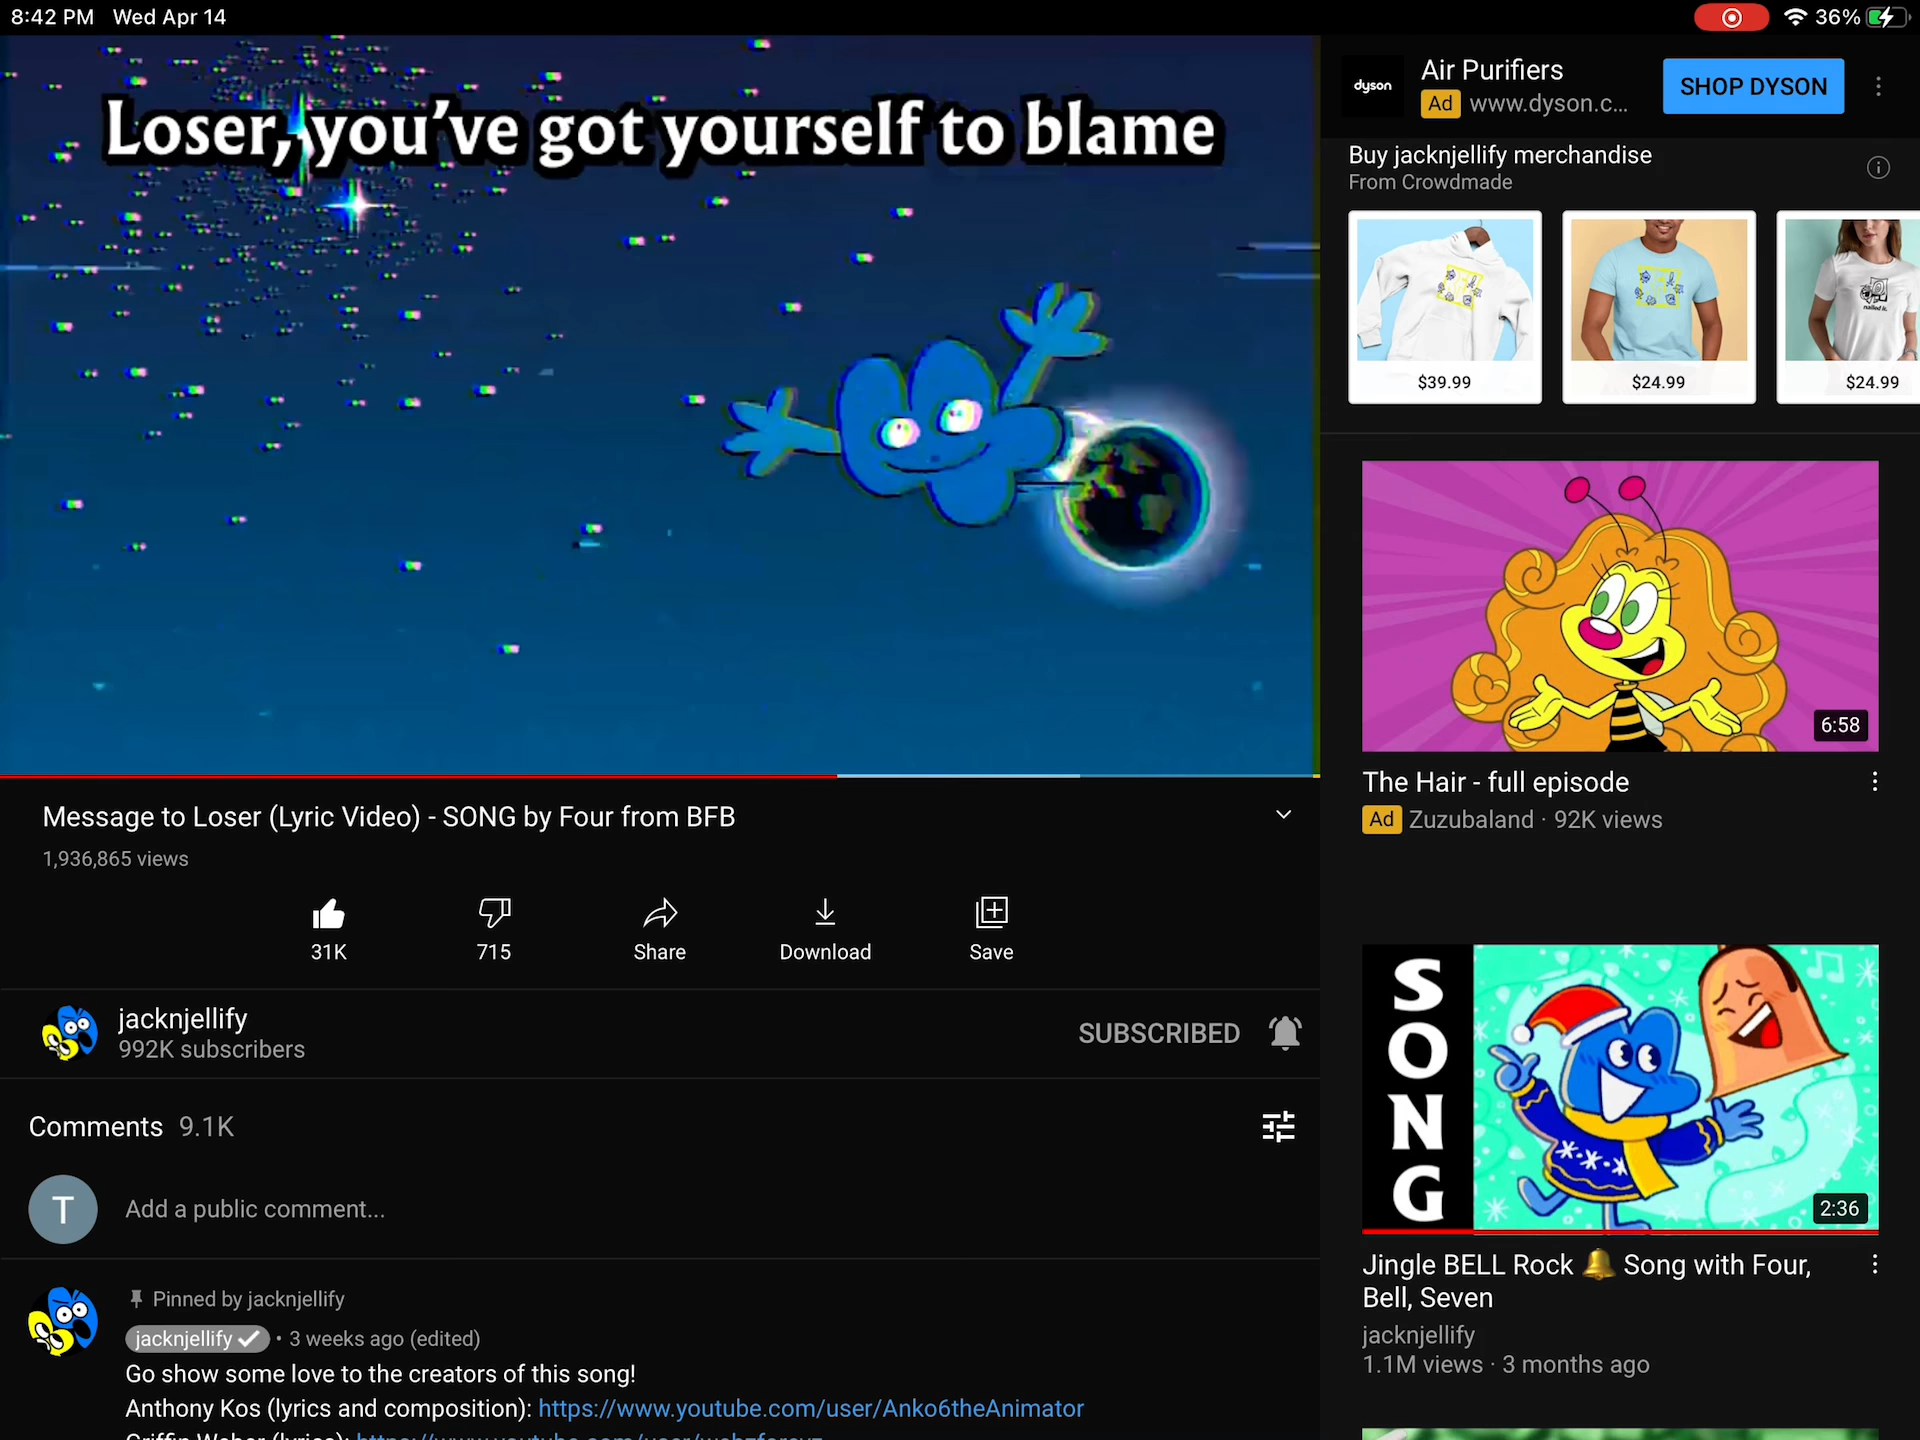 8:42 PM Wed Apr 14
36%
Loser, you've got yourself to blame
Message to Loser (Lyric Video) - SONG by Four from BFB
1,936,865 views
31K
715
Share
Download
Save
jacknjellify
992K subscribers
SUBSCRIBED
Comments 9.1K
T
Add a public comment...
Pinned by jacknjellify
jacknjellify • 3 weeks ago (edited)
Go show some love to the creators of this song!
Anthony Kos (lyrics and composition): https://www.youtube.com/user/Anko6theAnimator
dyson
Air Purifiers
Ad www.dyson.c...
SHOP DYSON
Buy jacknjellify merchandise
From Crowdmade
$39.99
$24.99
nailed it.
$24.99
6:58
The Hair - full episode
Ad Zuzubaland · 92K views
SONG
2:36
Jingle BELL Rock 🔔 Song with Four,
Bell, Seven
jacknjellify
1.1M views · 3 months ago